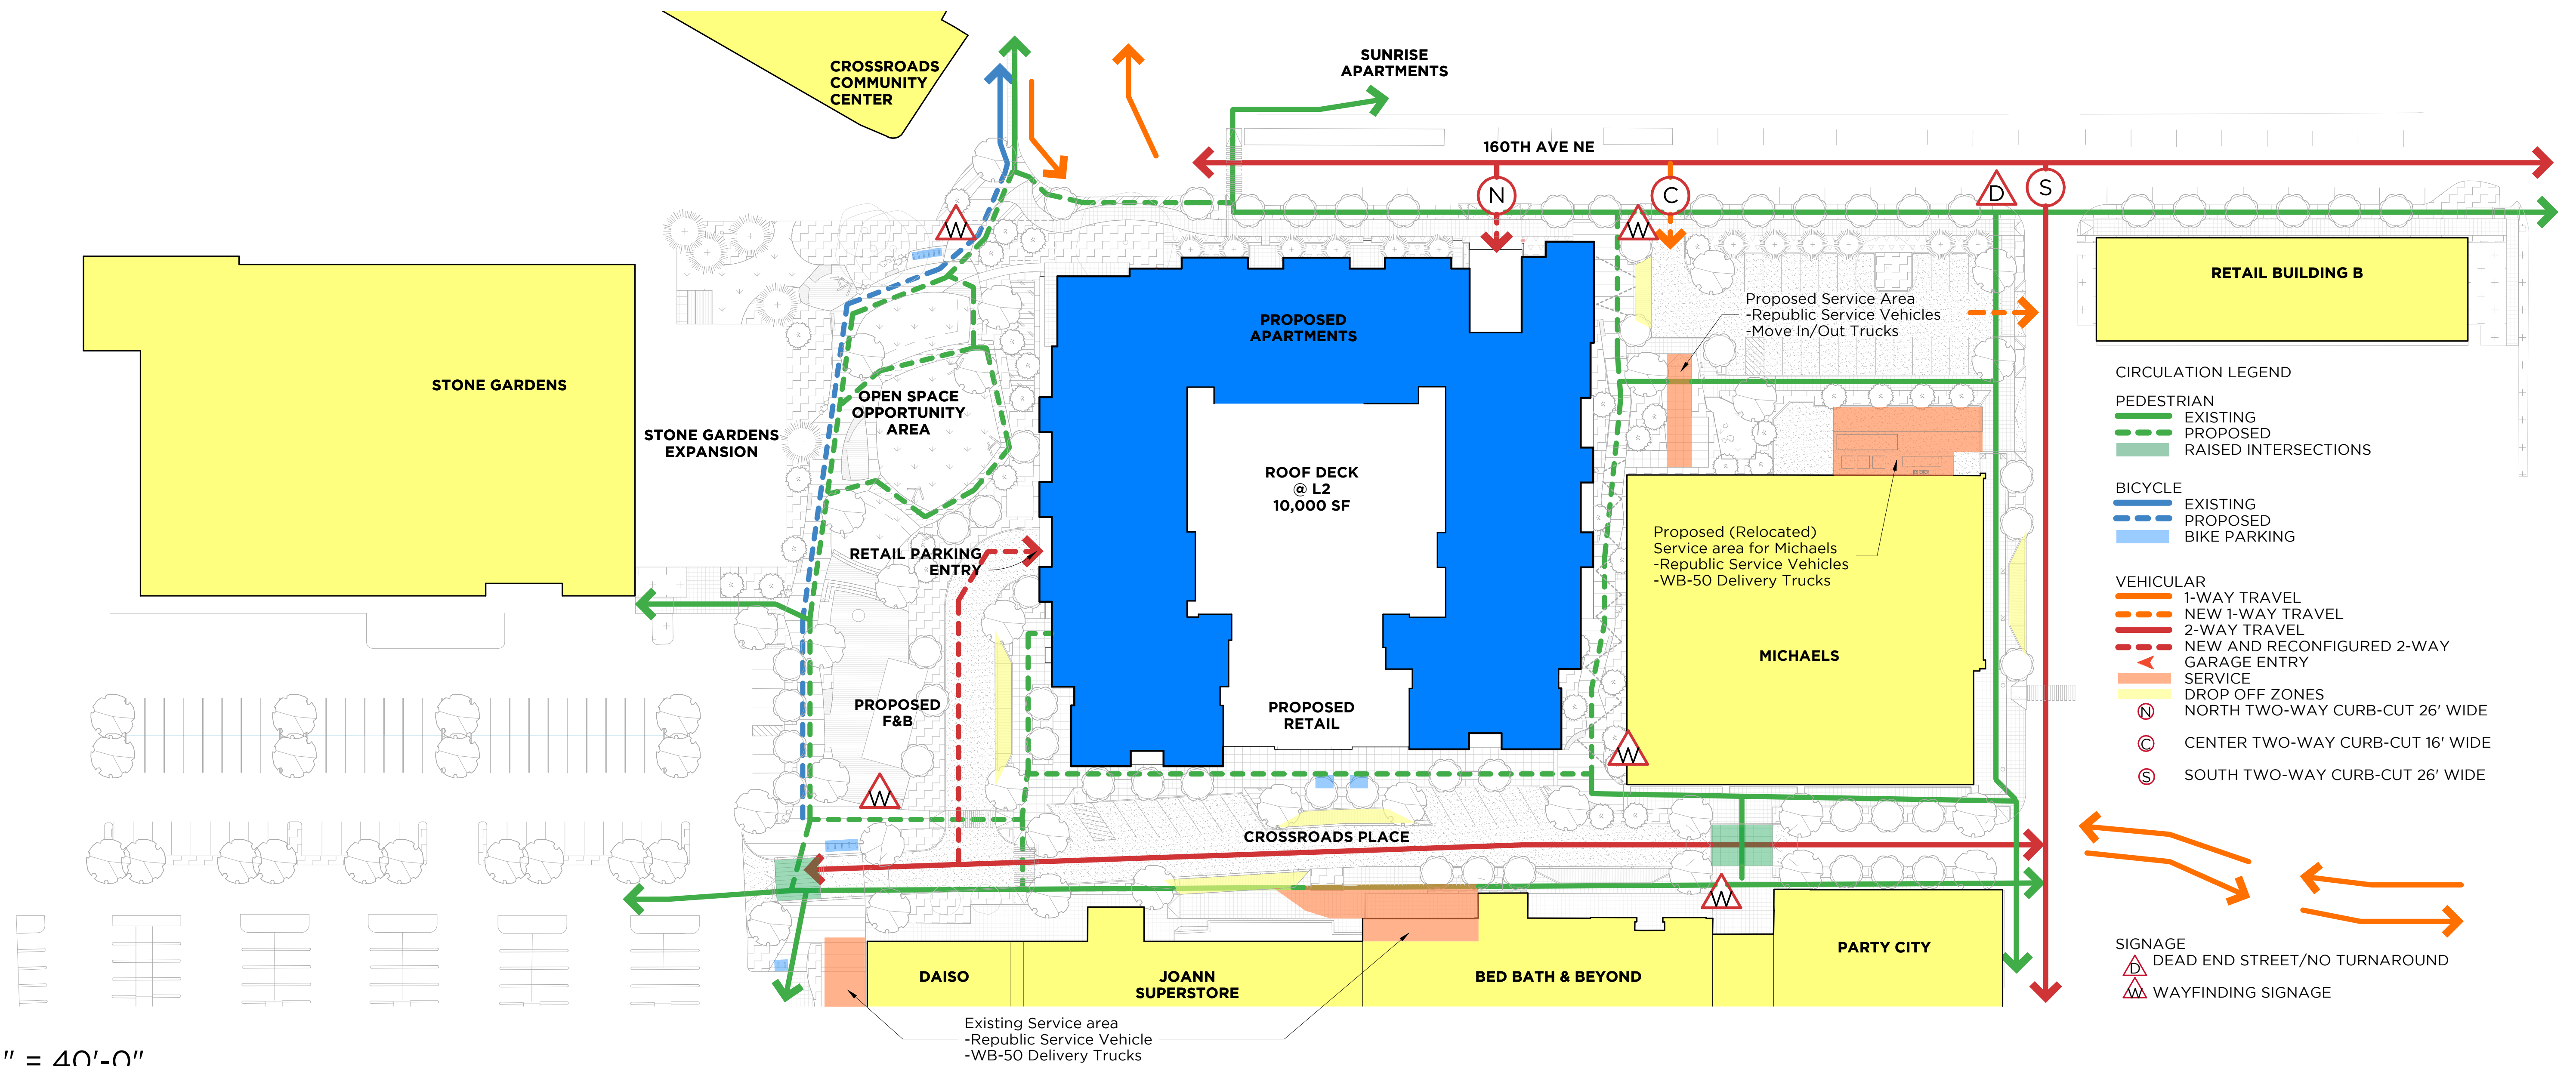 CROSSROADS
COMMUNITY
CENTER
SUNRISE
APARTMENTS
160TH AVE NE
N
C
D
S
W
W
RETAIL BUILDING B
Proposed Service Area
-Republic Service Vehicles
-Move In/Out Trucks
PROPOSED
APARTMENTS
STONE GARDENS
STONE GARDENS
EXPANSION
OPEN SPACE
OPPORTUNITY
AREA
ROOF DECK
@ L2
10,000 SF
RETAIL PARKING
ENTRY
Proposed (Relocated)
Service area for Michaels
-Republic Service Vehicles
-WB-50 Delivery Trucks
MICHAELS
PROPOSED
F&B
PROPOSED
RETAIL
W
W
CROSSROADS PLACE
W
DAISO
JOANN
SUPERSTORE
BED BATH & BEYOND
PARTY CITY
Existing Service area
-Republic Service Vehicle
-WB-50 Delivery Trucks
" = 40'-0"
CIRCULATION LEGEND
PEDESTRIAN
EXISTING
PROPOSED
RAISED INTERSECTIONS
BICYCLE
EXISTING
PROPOSED
BIKE PARKING
VEHICULAR
1-WAY TRAVEL
NEW 1-WAY TRAVEL
2-WAY TRAVEL
NEW AND RECONFIGURED 2-WAY
GARAGE ENTRY
SERVICE
DROP OFF ZONES
N NORTH TWO-WAY CURB-CUT 26' WIDE
C CENTER TWO-WAY CURB-CUT 16' WIDE
S SOUTH TWO-WAY CURB-CUT 26' WIDE
SIGNAGE
D DEAD END STREET/NO TURNAROUND
W WAYFINDING SIGNAGE